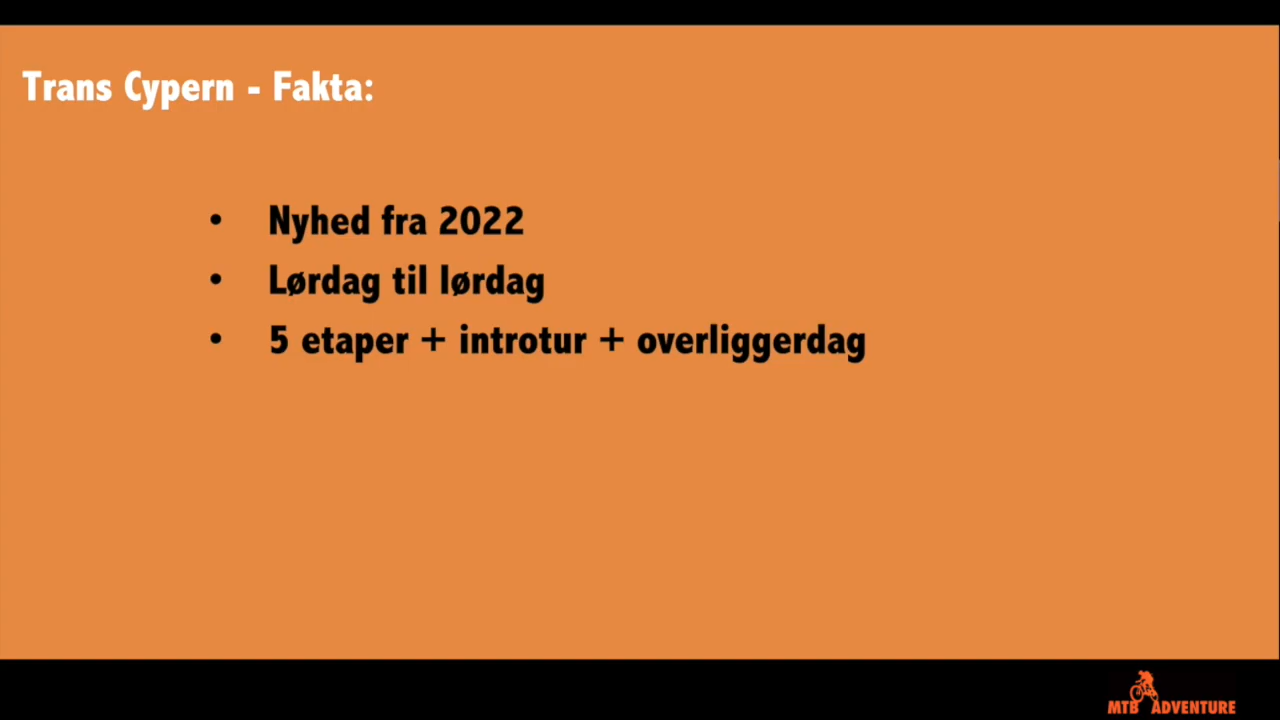 Trans Cypern - Fakta:
• Nyhed fra 2022
• Lørdag til lørdag
• 5 etaper + introtur + overliggerdag
MTB ADVENTURE